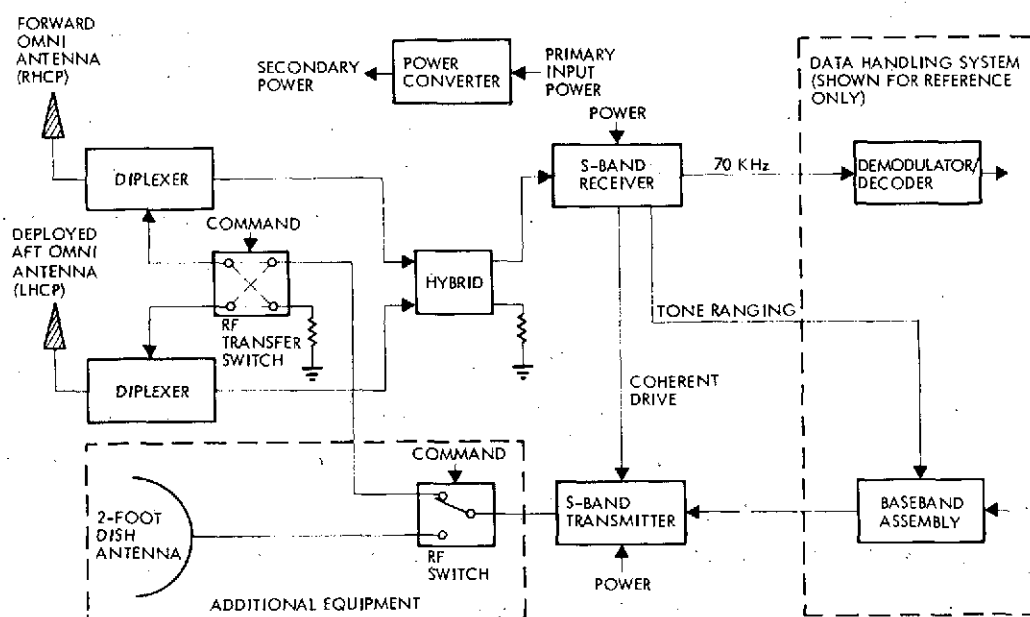 FORWARD
OMNI
ANTENNA
(RHCP)
SECONDARY
POWER
POWER
CONVERTER
PRIMARY
INPUT
POWER
DATA HANDLING SYSTEM
(SHOWN FOR REFERENCE
ONLY)
POWER
DIPLEXER
S-BAND
RECEIVER
70 KHz
DEMODULATOR/
DECODER
DEPLOYED
AFT OMNI
ANTENNA
(LHCP)
COMMAND
HYBRID
RF
TRANSFER
SWITCH
TONE RANGING
DIPLEXER
COHERENT
DRIVE
COMMAND
2-FOOT
DISH
ANTENNA
S-BAND
TRANSMITTER
BASEBAND
ASSEMBLY
RF
SWITCH
POWER
ADDITIONAL EQUIPMENT